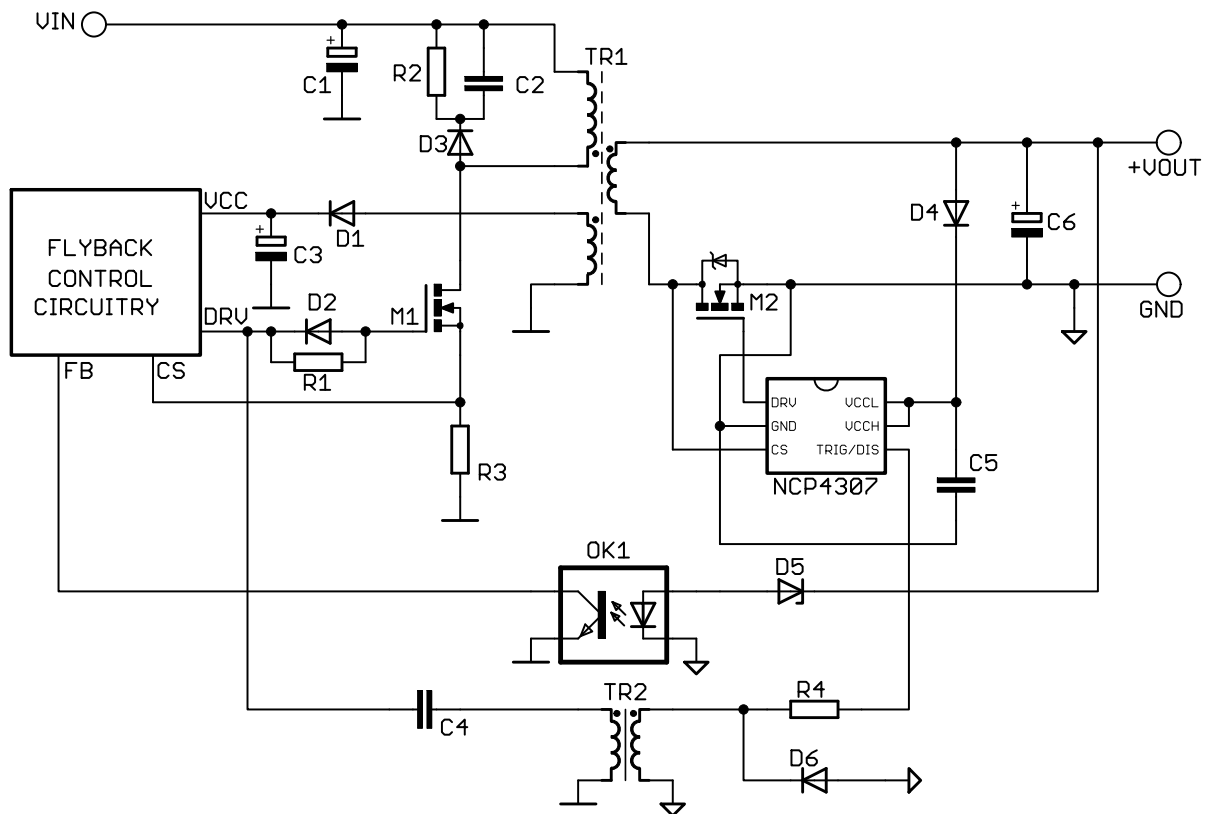 VIN
TR1
R2
C2
C1
D3
+VOUT
VCC
D4
C6
D1
C3
FLYBACK
CONTROL
CIRCUITRY
DRV
D2
M1
M2
GND
FB
CS
R1
DRV
VCCL
GND
VCCH
CS
TRIG/DIS
R3
NCP4307
C5
OK1
D5
TR2
R4
C4
D6
+
+
+